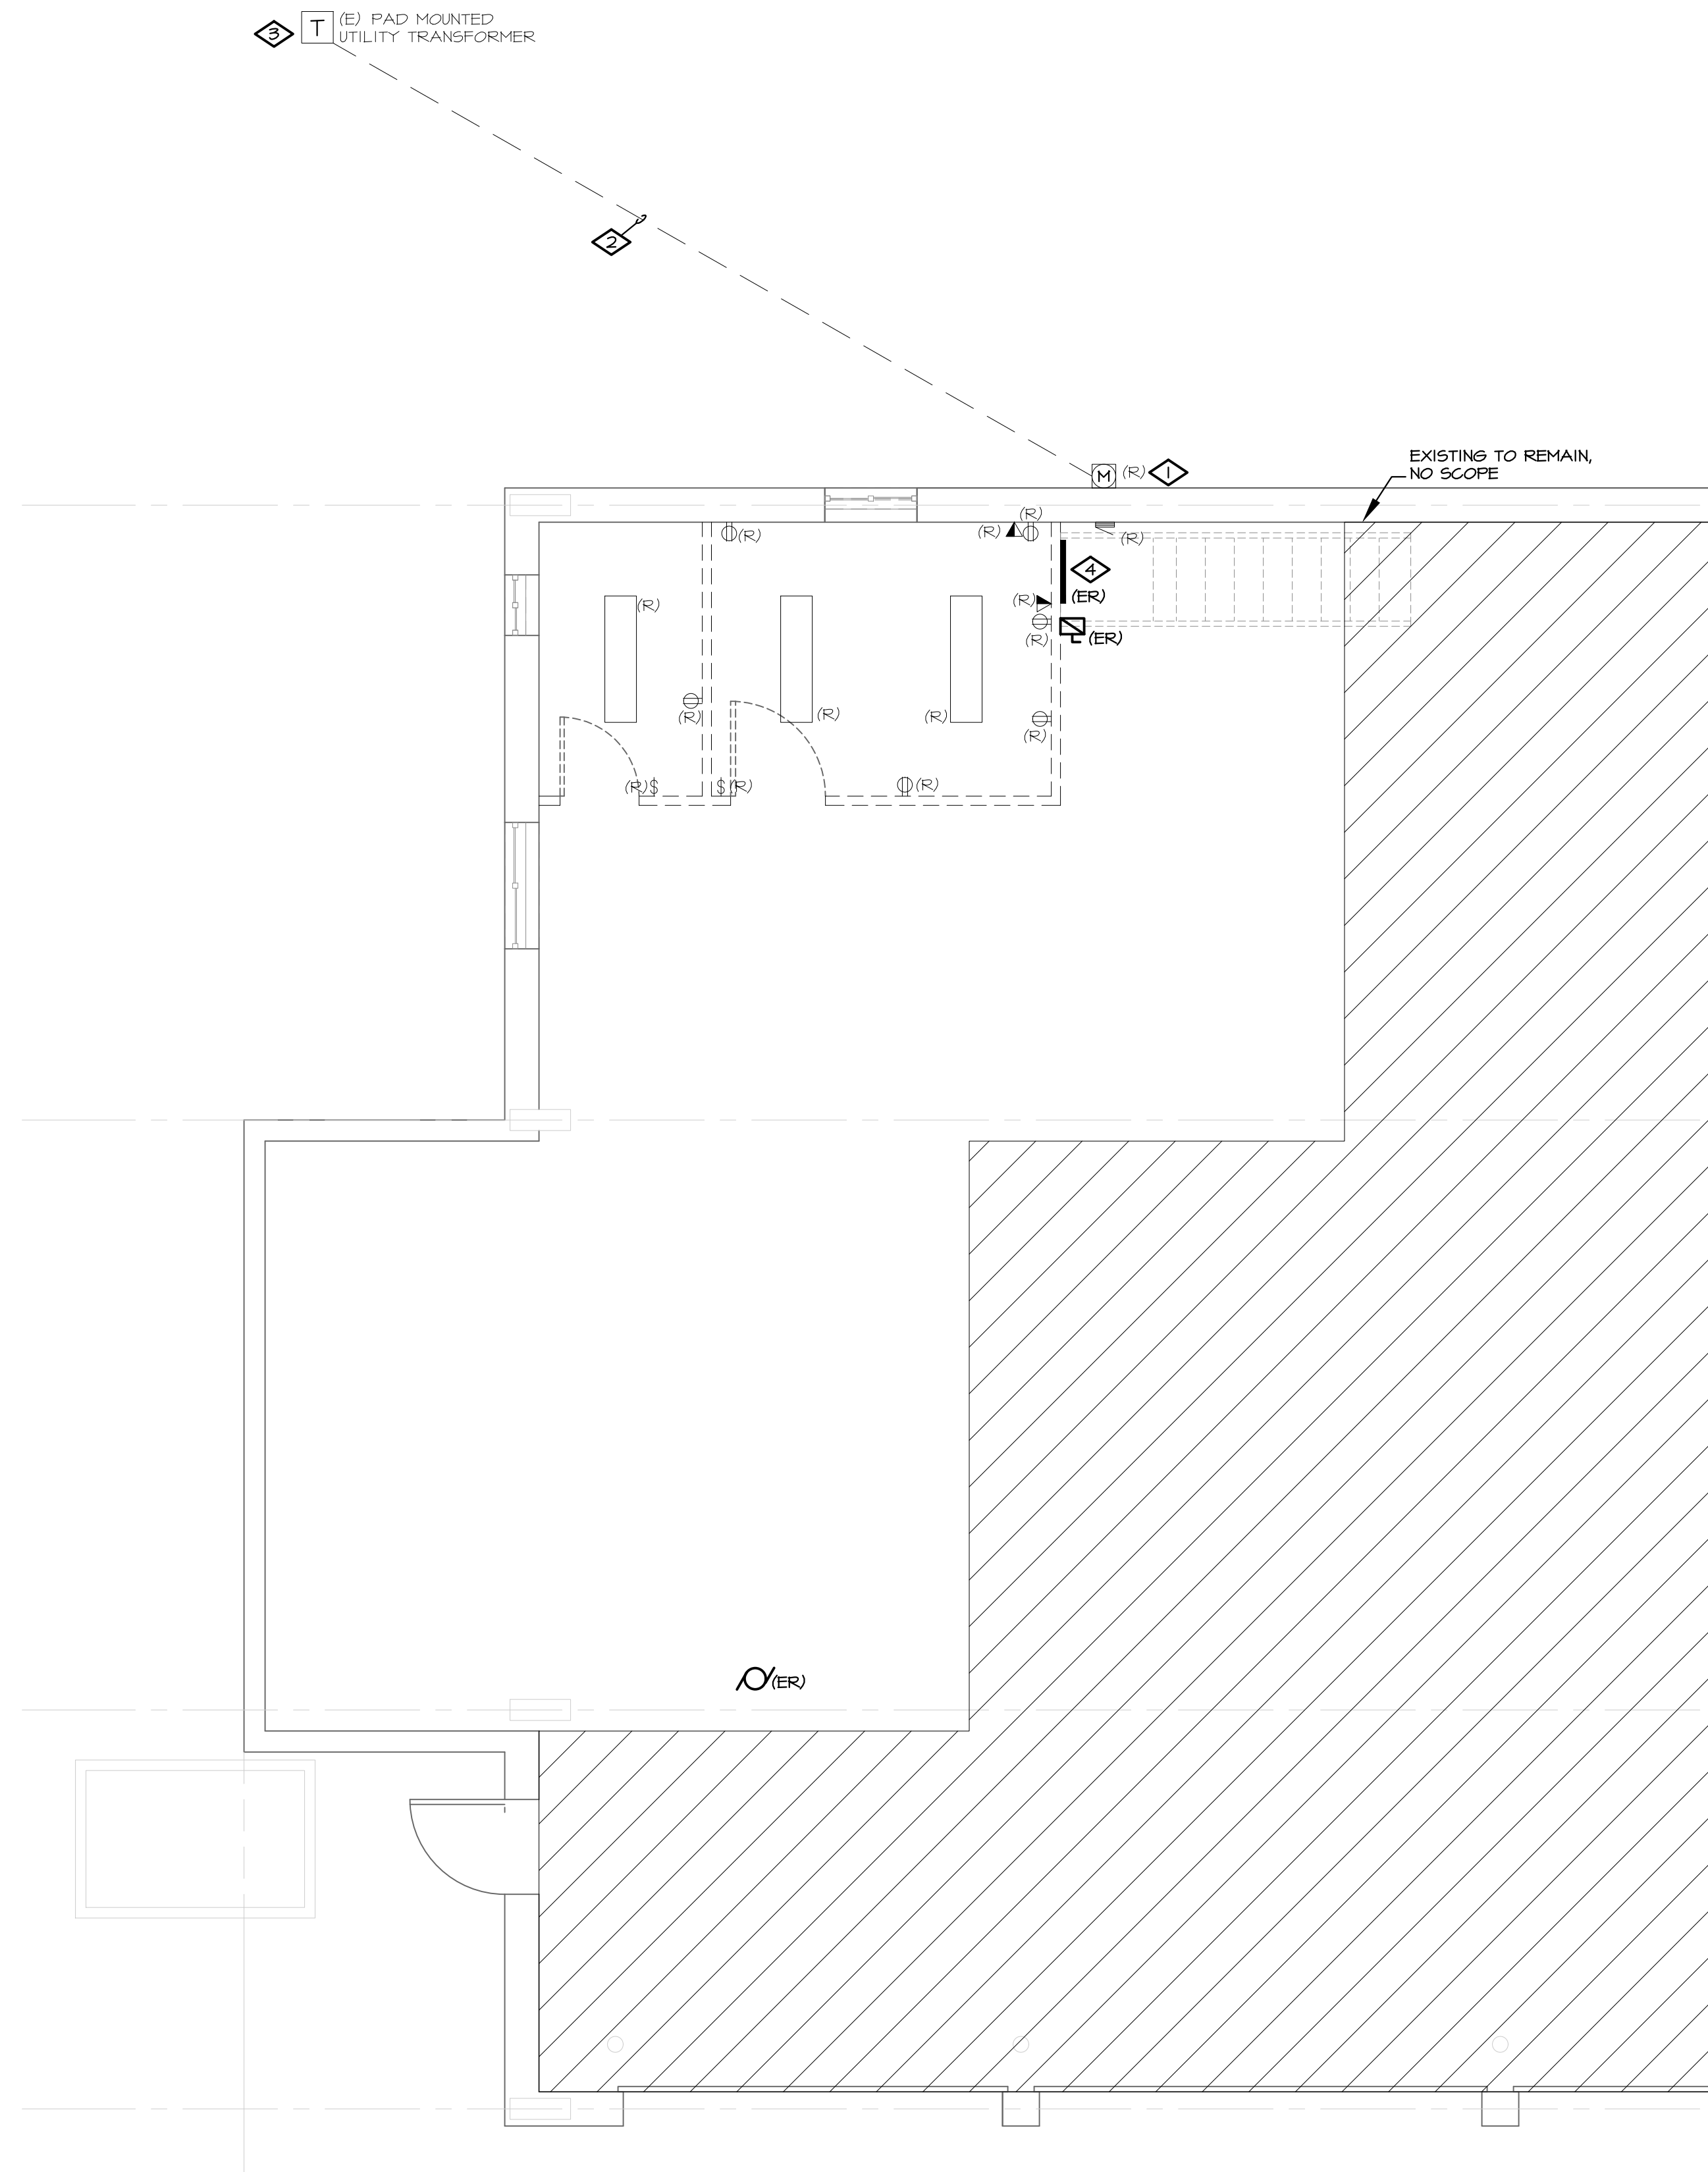 3 T (E) PAD MOUNTED
UTILITY TRANSFORMER
2
EXISTING TO REMAIN,
NO SCOPE
M (R) 1
(R)
(R)
(R)
(R)
4
(R)
(ER)
(R)
(R)
(ER)
(R)
(R)
(R)
(R)
(R)
(R)$
$(R)
(R)
(ER)